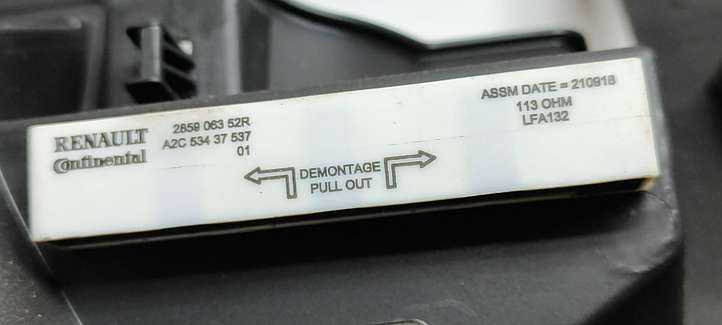 RENAULT
Continental
2859 063 52R
A2C 534 37 537
01
DEMONTAGE
PULL OUT
ASSM DATE = 210918
113 OHM
LFA132